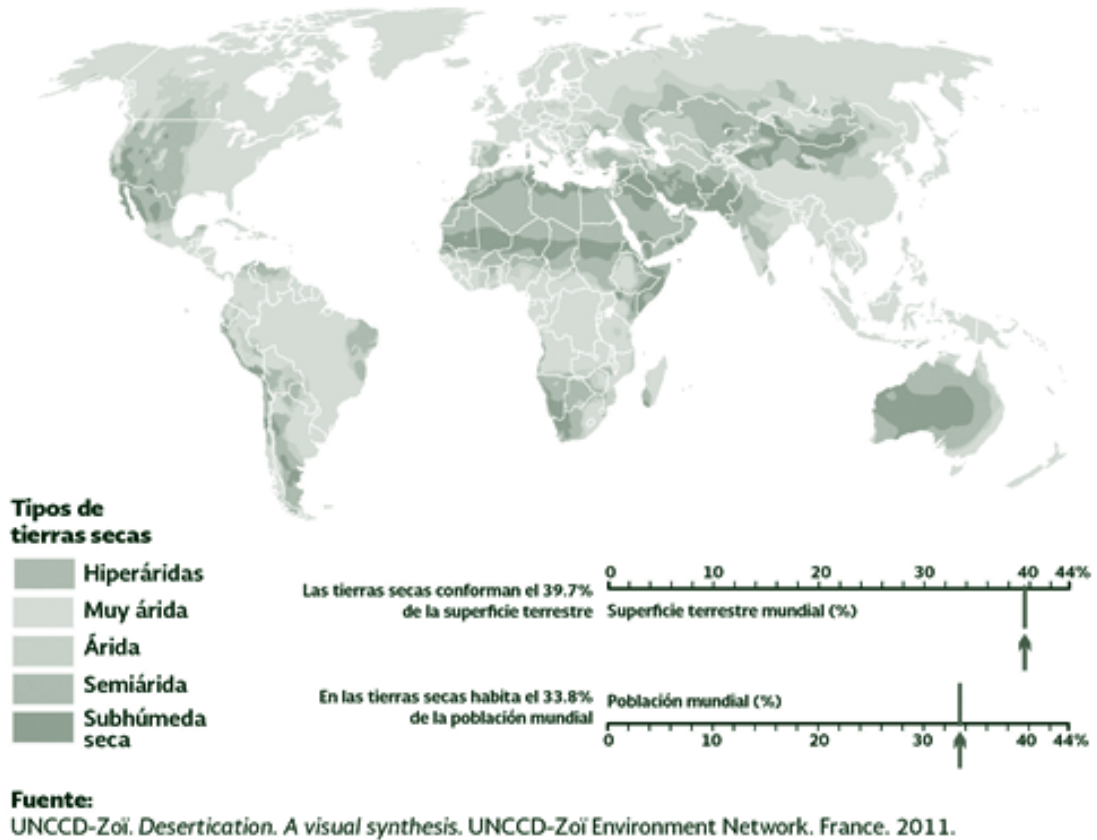 Tipos de
tierras secas
Hiperáridas
Muy árida
Árida
Semiárida
Subhúmeda
seca
Las tierras secas conforman el 39.7%
de la superficie terrestre
0 10 20 30 40 44%
Superficie terrestre mundial (%)
En las tierras secas habita el 33.8%
de la población mundial
Población mundial (%)
0 10 20 30 40 44%
Fuente:
UNCCD-Zoï. Desertication. A visual synthesis. UNCCD-Zoï Environment Network. France. 2011.